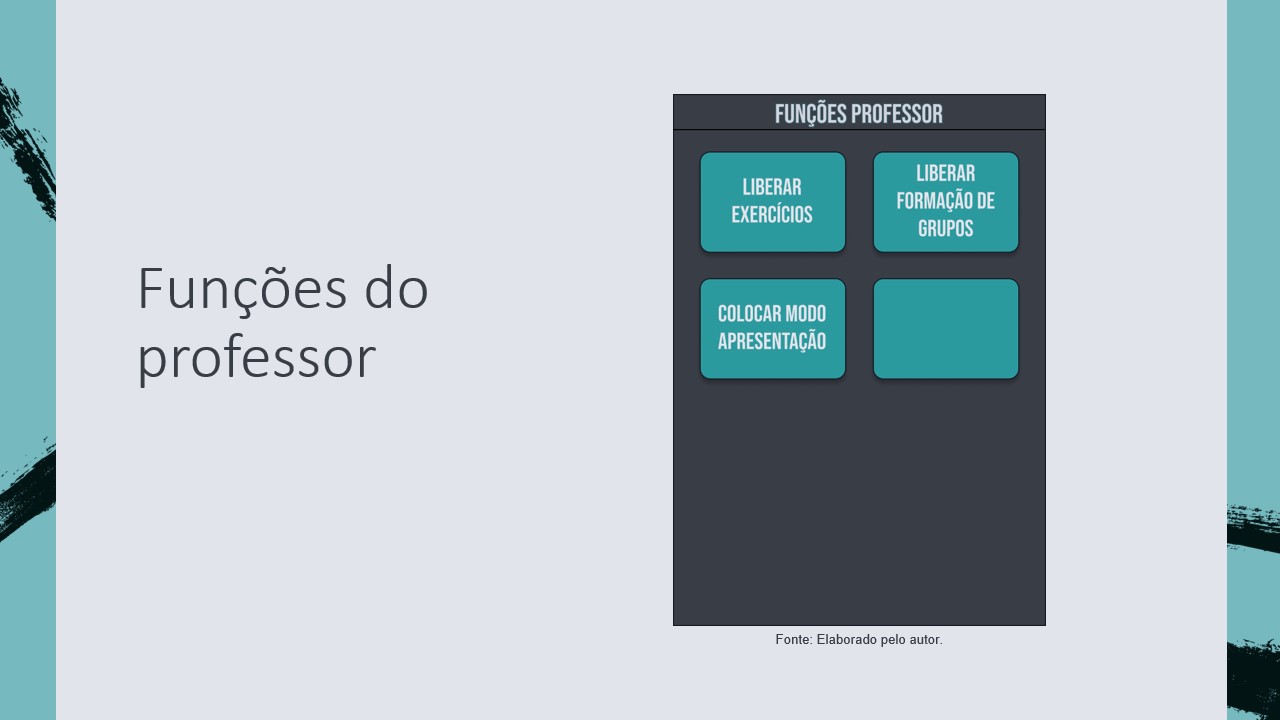 Funções do
professor
FUNÇÕES PROFESSOR
LIBERAR
EXERCÍCIOS
LIBERAR
FORMAÇÃO DE
GRUPOS
COLOCAR MODO
APRESENTAÇÃO
Fonte: Elaborado pelo autor.